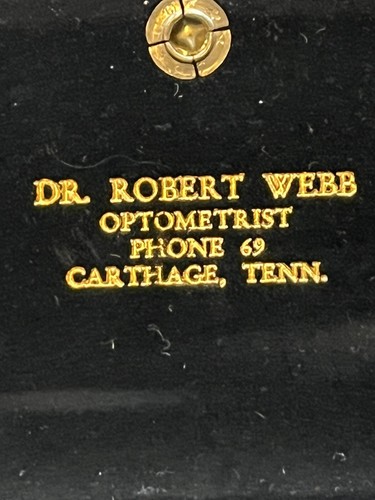 DR. ROBERT WEBB
OPTOMETRIST
PHONE 69
CARTHAGE, TENN.